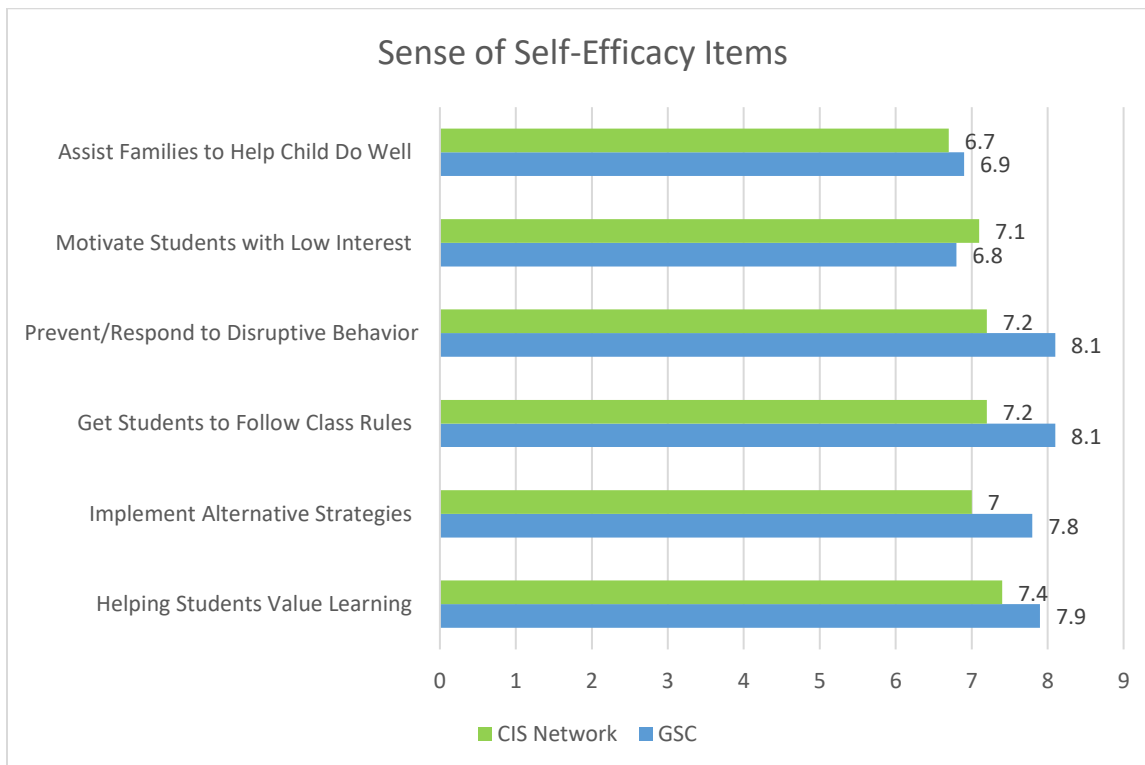 Sense of Self-Efficacy Items
Assist Families to Help Child Do Well
6.7
6.9
Motivate Students with Low Interest
7.1
6.8
Prevent/Respond to Disruptive Behavior
7.2
8.1
Get Students to Follow Class Rules
7.2
8.1
Implement Alternative Strategies
7
7.8
Helping Students Value Learning
7.4
7.9
0 1 2 3 4 5 6 7 8 9
CIS Network GSC